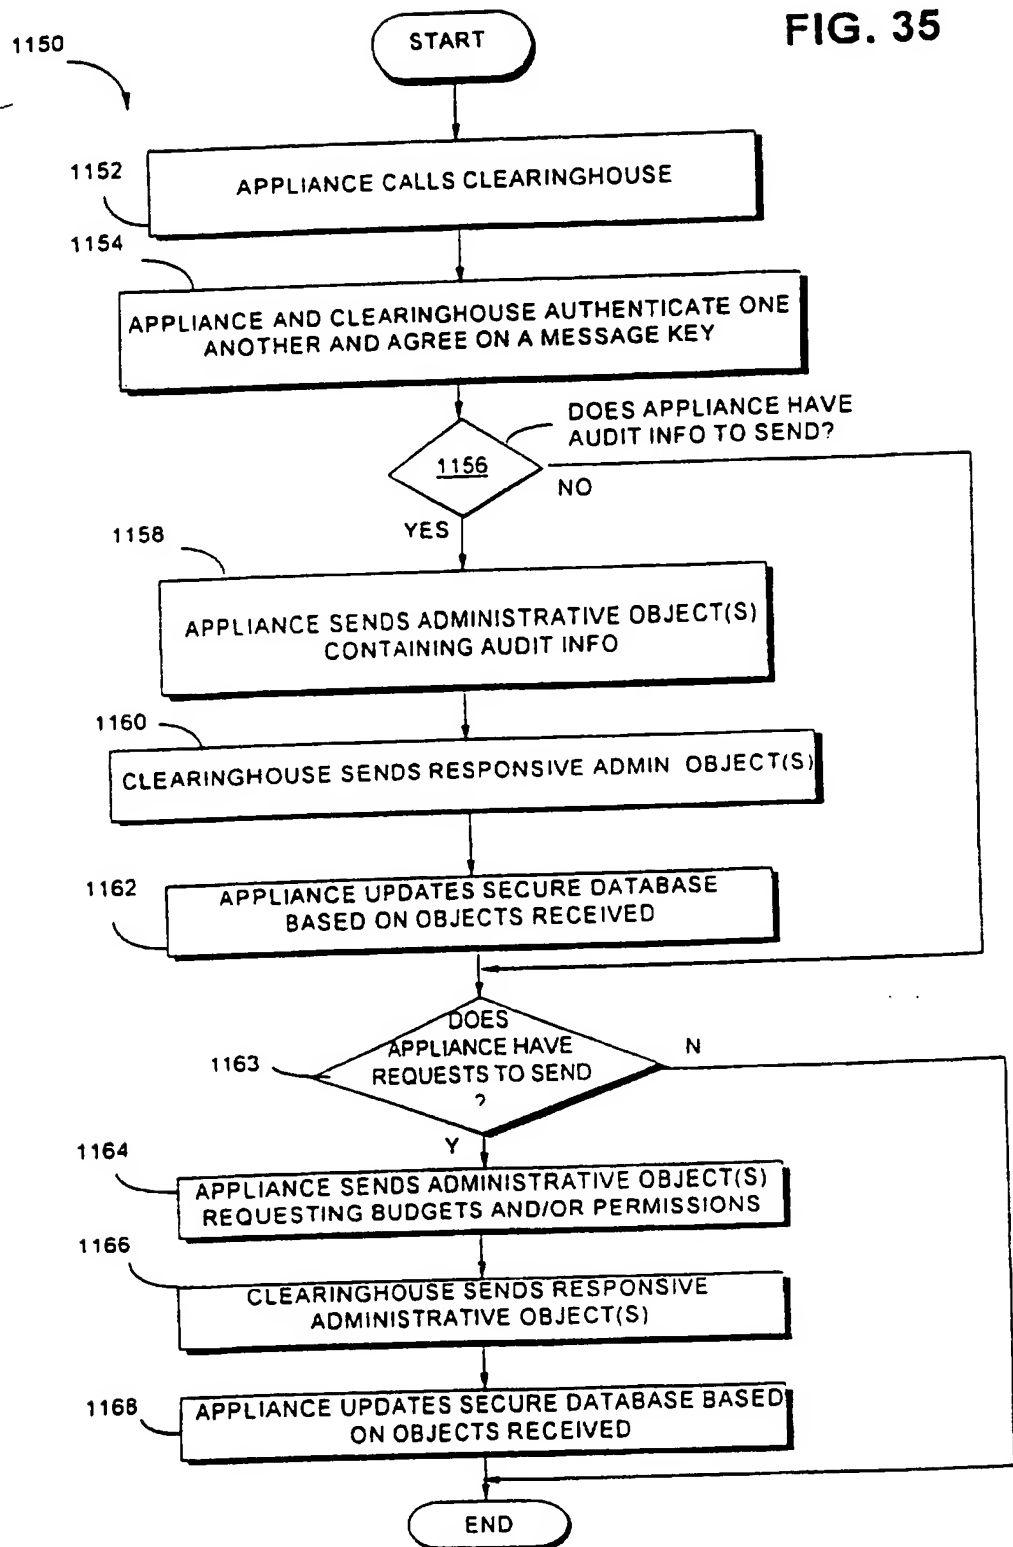 FIG. 35
1150
START
1152
APPLIANCE CALLS CLEARINGHOUSE
1154
APPLIANCE AND CLEARINGHOUSE AUTHENTICATE ONE
ANOTHER AND AGREE ON A MESSAGE KEY
DOES APPLIANCE HAVE
AUDIT INFO TO SEND?
1156
NO
YES
1158
APPLIANCE SENDS ADMINISTRATIVE OBJECT(S)
CONTAINING AUDIT INFO
1160
CLEARINGHOUSE SENDS RESPONSIVE ADMIN OBJECT(S)
1162
APPLIANCE UPDATES SECURE DATABASE
BASED ON OBJECTS RECEIVED
1163
DOES
APPLIANCE HAVE
REQUESTS TO SEND
?
N
Y
1164
APPLIANCE SENDS ADMINISTRATIVE OBJECT(S)
REQUESTING BUDGETS AND/OR PERMISSIONS
1166
CLEARINGHOUSE SENDS RESPONSIVE
ADMINISTRATIVE OBJECT(S)
1168
APPLIANCE UPDATES SECURE DATABASE BASED
ON OBJECTS RECEIVED
END